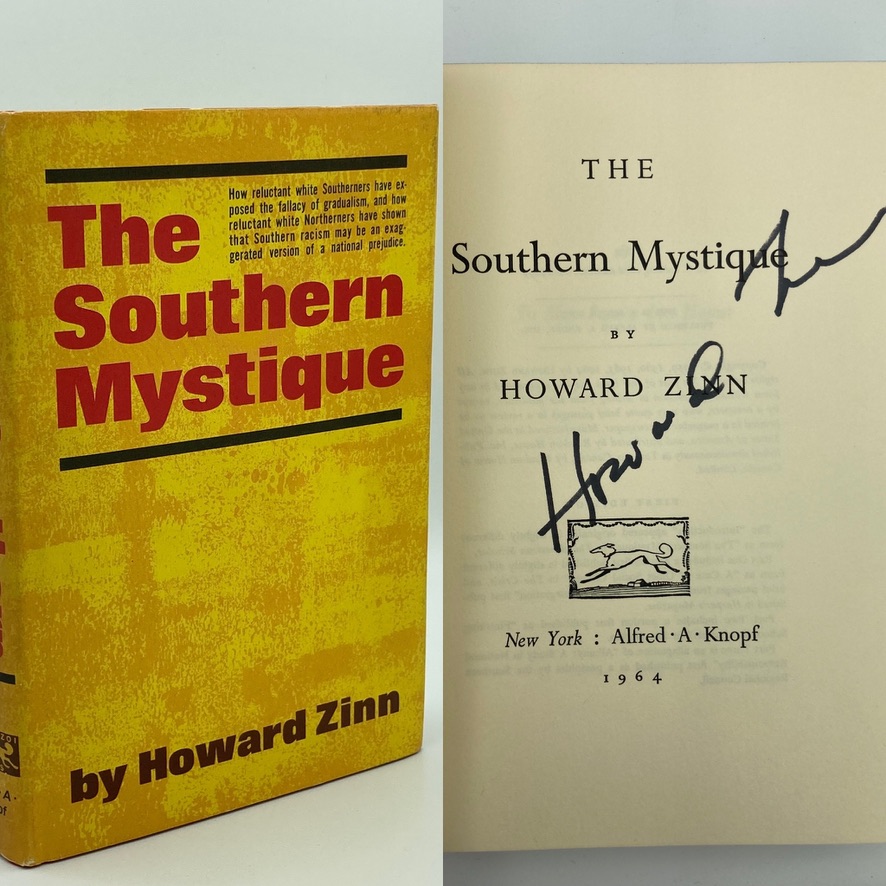 The
Southern
Mystique
How reluctant white Southerners have ex-
posed the fallacy of gradualism, and how
reluctant white Northerners have shown
that Southern racism may be an exag-
gerated version of a national prejudice.
by Howard Zinn
THE
Southern Mystique
BY
HOWARD ZINN
Howard Zinn
New York : Alfred · A · Knopf
1964